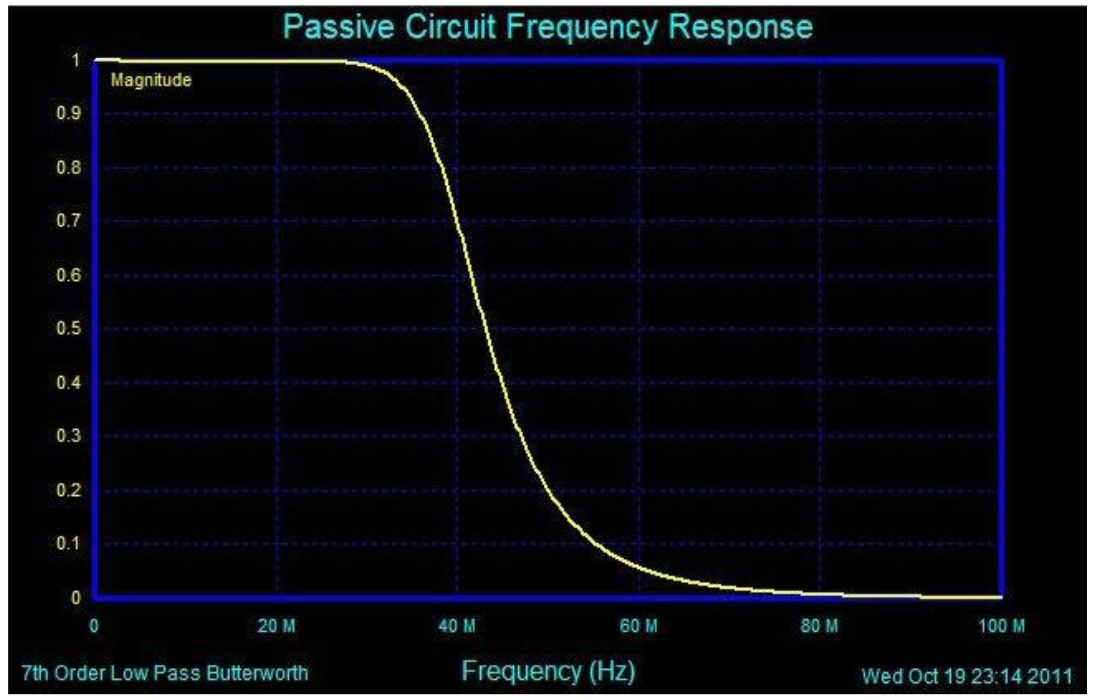 Passive Circuit Frequency Response
1
Magnitude
0.9
0.8
0.7
0.6
0.5
0.4
0.3
0.2
0.1
0
0 20 M 40 M 60 M 80 M 100 M
7th Order Low Pass Butterworth Frequency (Hz) Wed Oct 19 23:14 2011